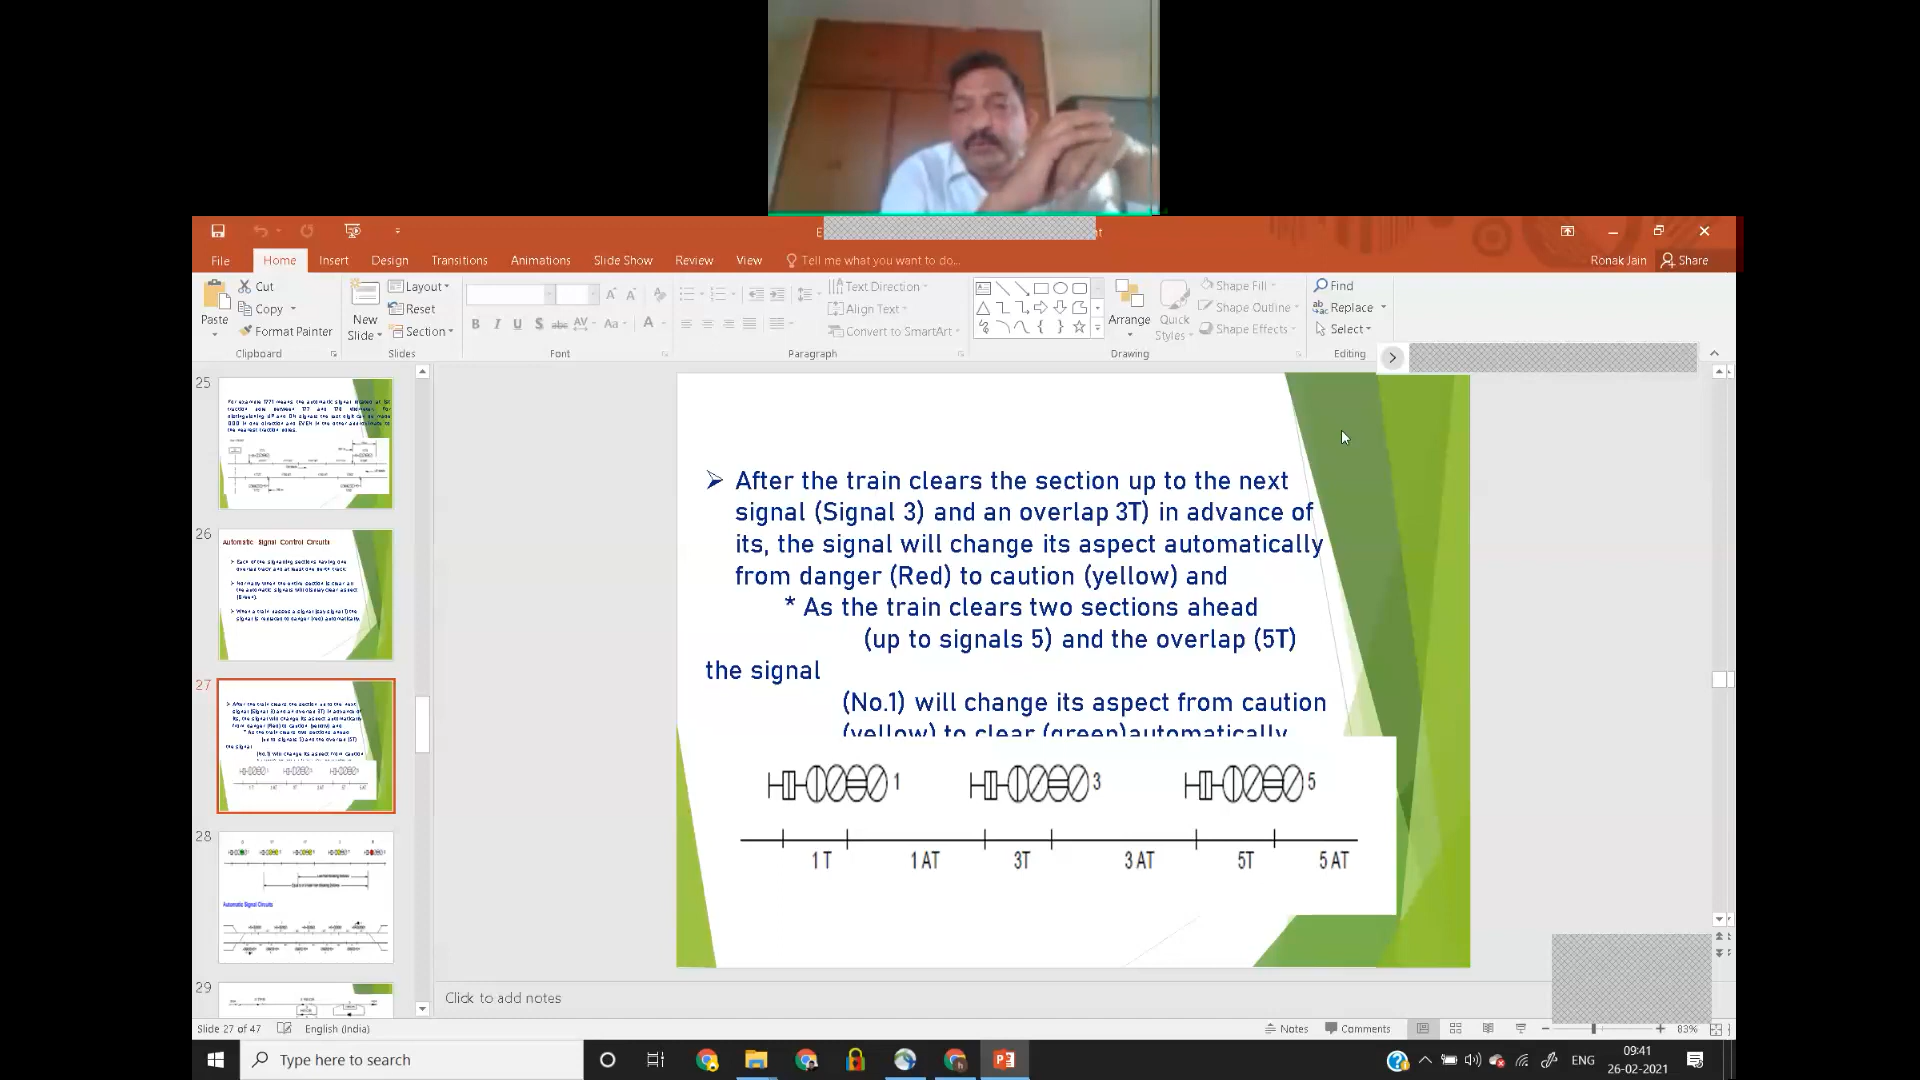 File Home Insert Design Transitions Animations Slide Show Review View Tell me what you want to do... Ronak Jain Share
Paste Cut Copy Format Painter Clipboard
New Slide Layout Reset Section Slides
B I U S abc AV Aa A Font
Text Direction Align Text Convert to SmartArt Paragraph
Arrange Quick Styles Shape Fill Shape Outline Shape Effects Drawing
Find Replace Select Editing
25
26
Automatic Signal Control Circuits
27
28
Automatic Signal Circuits
29
➢ After the train clears the section up to the next
signal (Signal 3) and an overlap 3T) in advance of
its, the signal will change its aspect automatically
from danger (Red) to caution (yellow) and
* As the train clears two sections ahead
(up to signals 5) and the overlap (5T)
the signal
(No.1) will change its aspect from caution
(yellow) to clear (green)automatically
1 3 5
1 T 1 AT 3T 3 AT 5T 5 AT
Click to add notes
Slide 27 of 47 English (India) Notes Comments 83%
Type here to search ENG 09:41
26-02-2021